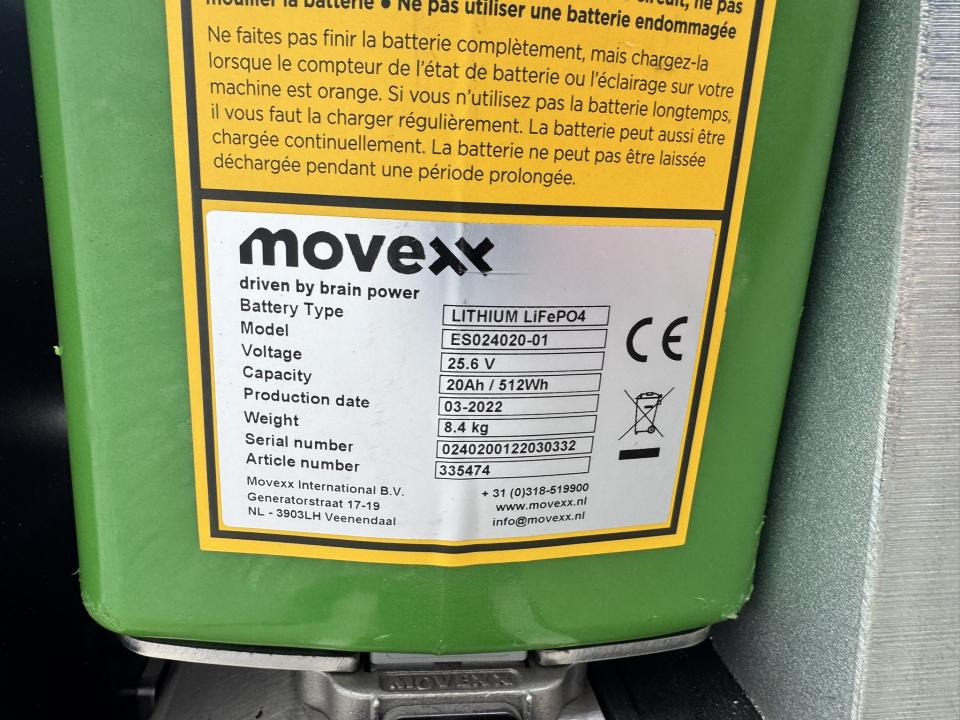 circuit, ne pas
mouiller la batterie • Ne pas utiliser une batterie endommagée
Ne faites pas finir la batterie complètement, mais chargez-la
lorsque le compteur de l'état de batterie ou l'éclairage sur votre
machine est orange. Si vous n'utilisez pas la batterie longtemps,
il vous faut la charger régulièrement. La batterie peut aussi être
chargée continuellement. La batterie ne peut pas être laissée
déchargée pendant une période prolongée.
movexx
driven by brain power
Battery Type LITHIUM LiFePO4
Model ES024020-01
Voltage 25.6 V
Capacity 20Ah / 512Wh
Production date 03-2022
Weight 8.4 kg
Serial number 0240200122030332
Article number 335474
CE
Movexx International B.V. + 31 (0)318-519900
Generatorstraat 17-19 www.movexx.nl
NL - 3903LH Veenendaal info@movexx.nl
MOVEXX